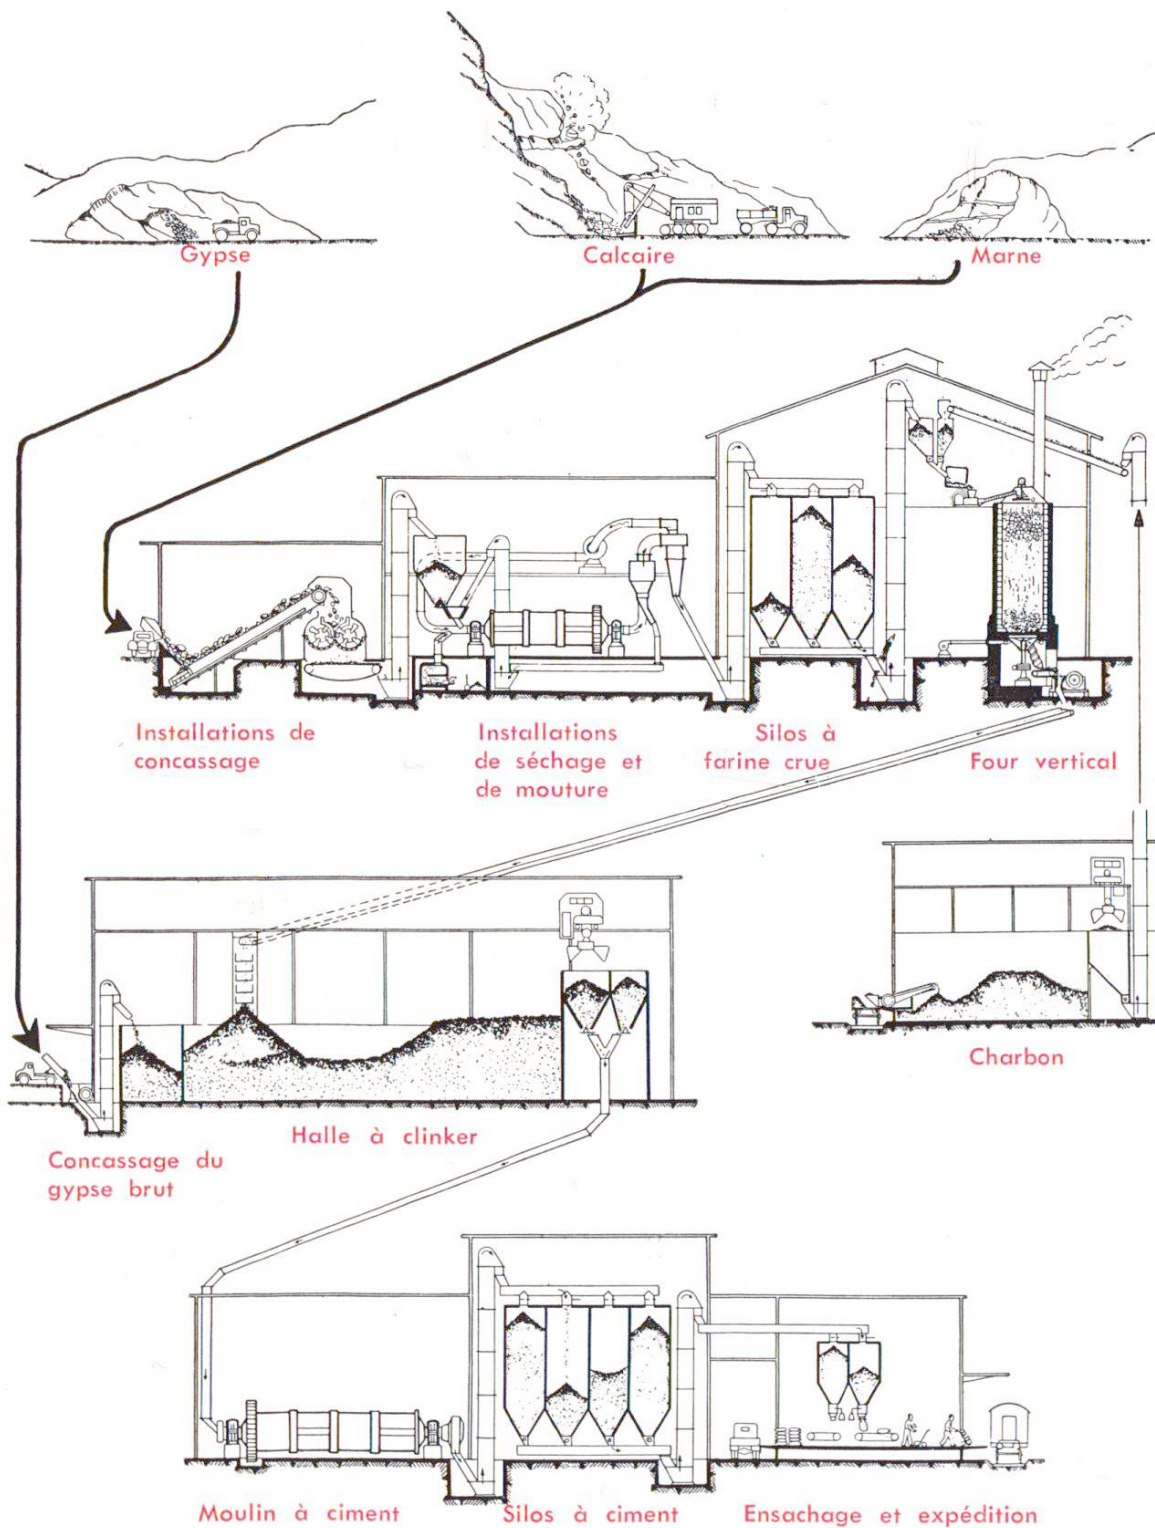 Gypse
Calcaire
Marne
Installations de
concassage
Installations
de séchage et
de mouture
Silos à
farine crue
Four vertical
Charbon
Halle à clinker
Concassage du
gypse brut
Moulin à ciment
Silos à ciment
Ensachage et expédition